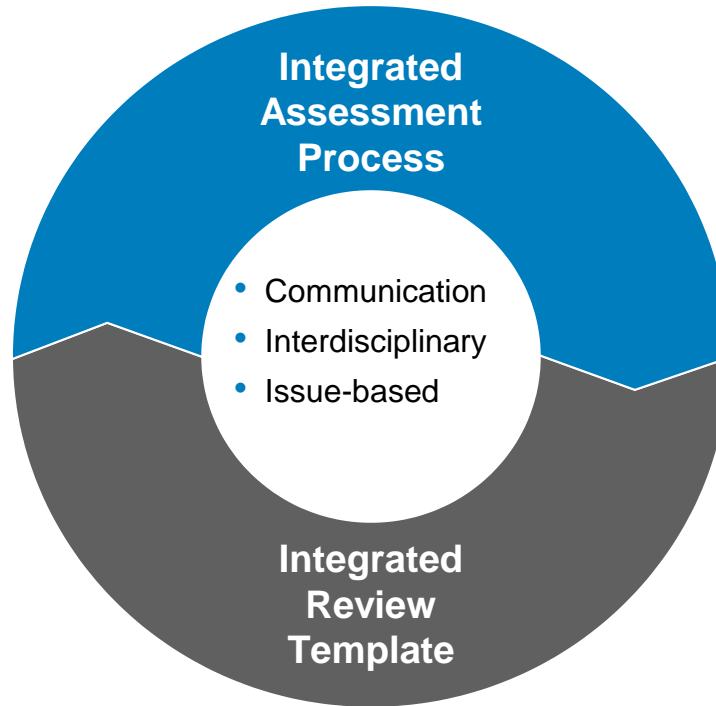 Integrated
Assessment
Process
• Communication
• Interdisciplinary
• Issue-based
Integrated
Review
Template